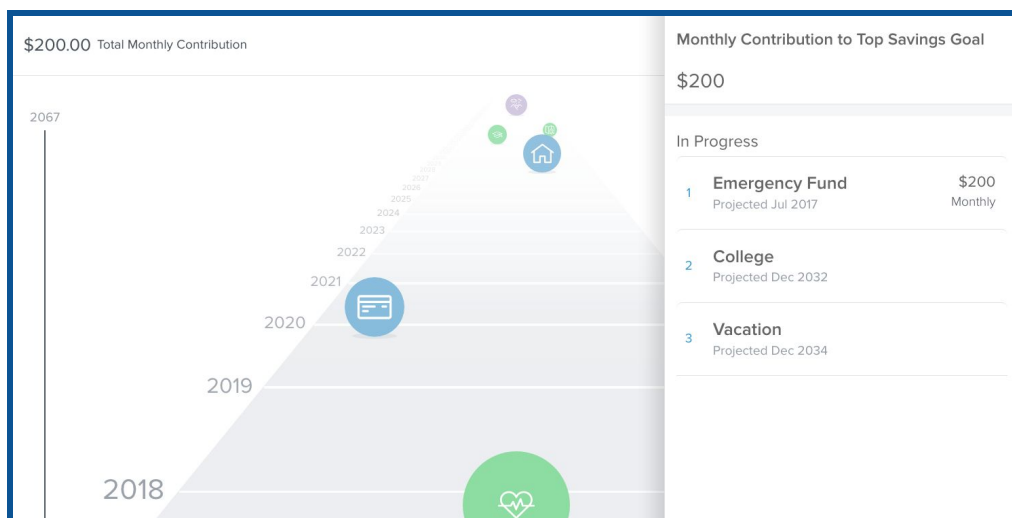 $200.00 Total Monthly Contribution
2067
2026
2025
2024
2023
2022
2021
2020
2019
2018
Monthly Contribution to Top Savings Goal
$200
In Progress
1 Emergency Fund $200
Projected Jul 2017 Monthly
2 College
Projected Dec 2032
3 Vacation
Projected Dec 2034